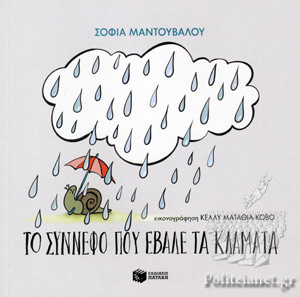 ΣΟΦΙΑ ΜΑΝΤΟΥΒΑΛΟΥ
εικονογράφηση ΚΕΛΛΥ ΜΑΤΑΘΙΑ-ΚΟΒΟ
ΤΟ ΣΥΝΝΕΦΟ ΠΟΥ ΕΒΑΛΕ ΤΑ ΚΛΑΜΑΤΑ
ΕΚΔΟΣΕΙΣ
ΠΑΤΑΚΗ
Politeianet.gr